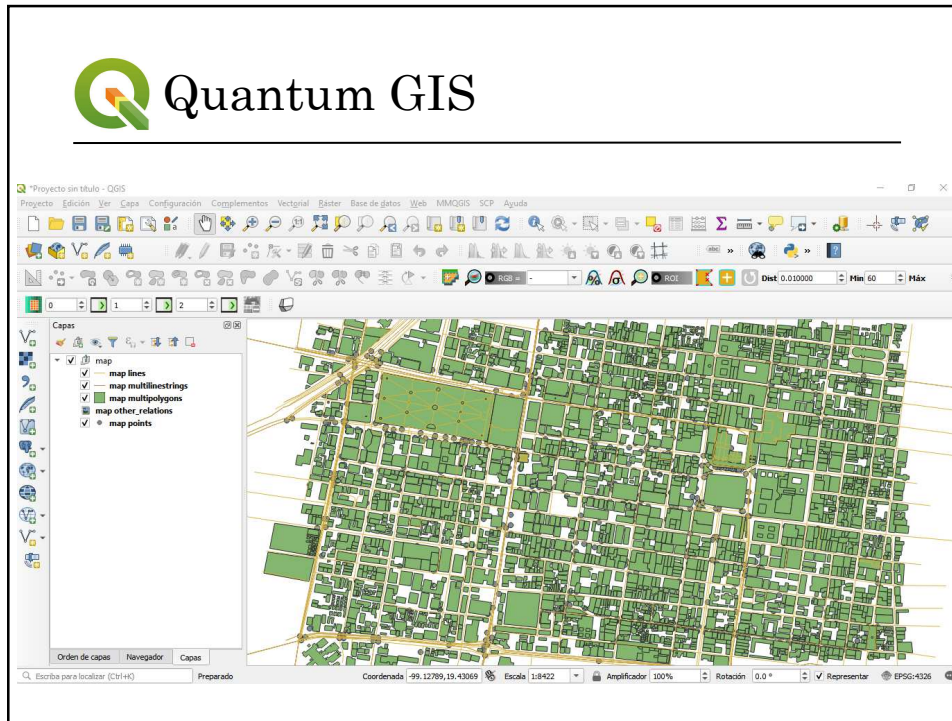 Quantum GIS
*Proyecto sin título - QGIS
Proyecto Edición Ver Capa Configuración Complementos Vectorial Ráster Base de datos Web MMQGIS SCP Ayuda
RGB = - ROI Dist 0.010000 Min 60 Máx
0 1 2
Capas
map
map lines
map multilinestrings
map multipolygons
map other_relations
map points
Orden de capas Navegador Capas
Escriba para localizar (Ctrl+K) Preparado Coordenada -99.12789,19.43069 Escala 1:8422 Amplificador 100% Rotación 0.0 ° Representar EPSG:4326